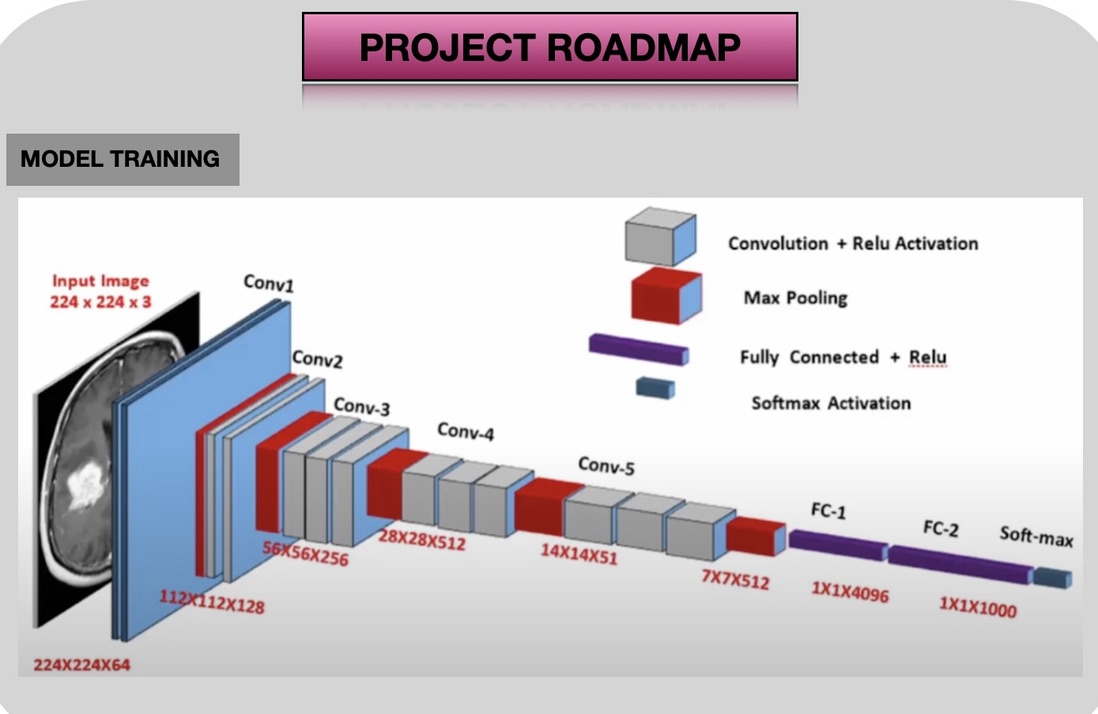 PROJECT ROADMAP
MODEL TRAINING
Input Image
224 x 224 x 3
Conv1
Conv2
Conv-3
Conv-4
Conv-5
FC-1
FC-2
Soft-max
Convolution + Relu Activation
Max Pooling
Fully Connected + Relu
Softmax Activation
224X224X64
112X112X128
56X56X256
28X28X512
14X14X51
7X7X512
1X1X4096
1X1X1000